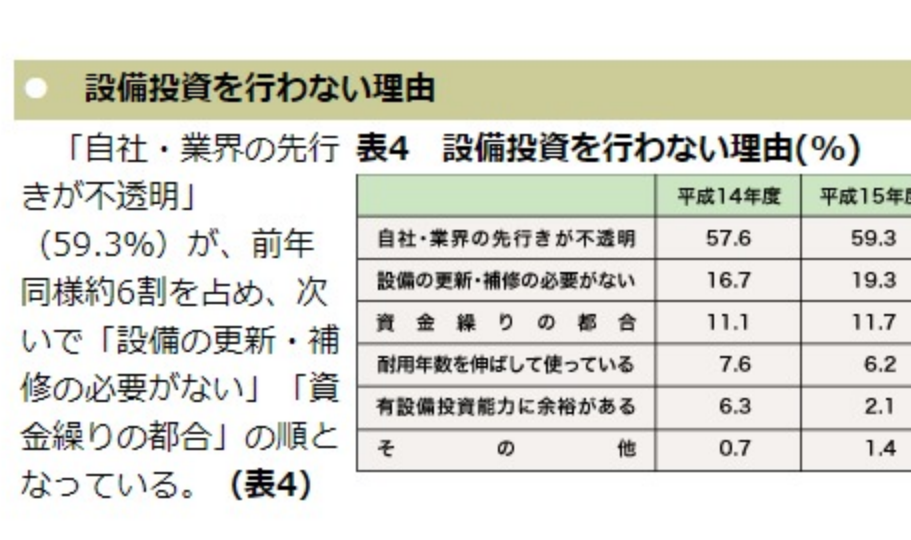 ● 設備投資を行わない理由
「自社・業界の先行
きが不透明」
（59.3%）が、前年
同様約6割を占め、次
いで「設備の更新・補
修の必要がない」「資
金繰りの都合」の順と
なっている。（表4）
表4 設備投資を行わない理由(%)
平成14年度 平成15年度
自社・業界の先行きが不透明 57.6 59.3
設備の更新・補修の必要がない 16.7 19.3
資金繰りの都合 11.1 11.7
耐用年数を伸ばして使っている 7.6 6.2
有設備投資能力に余裕がある 6.3 2.1
その他 0.7 1.4